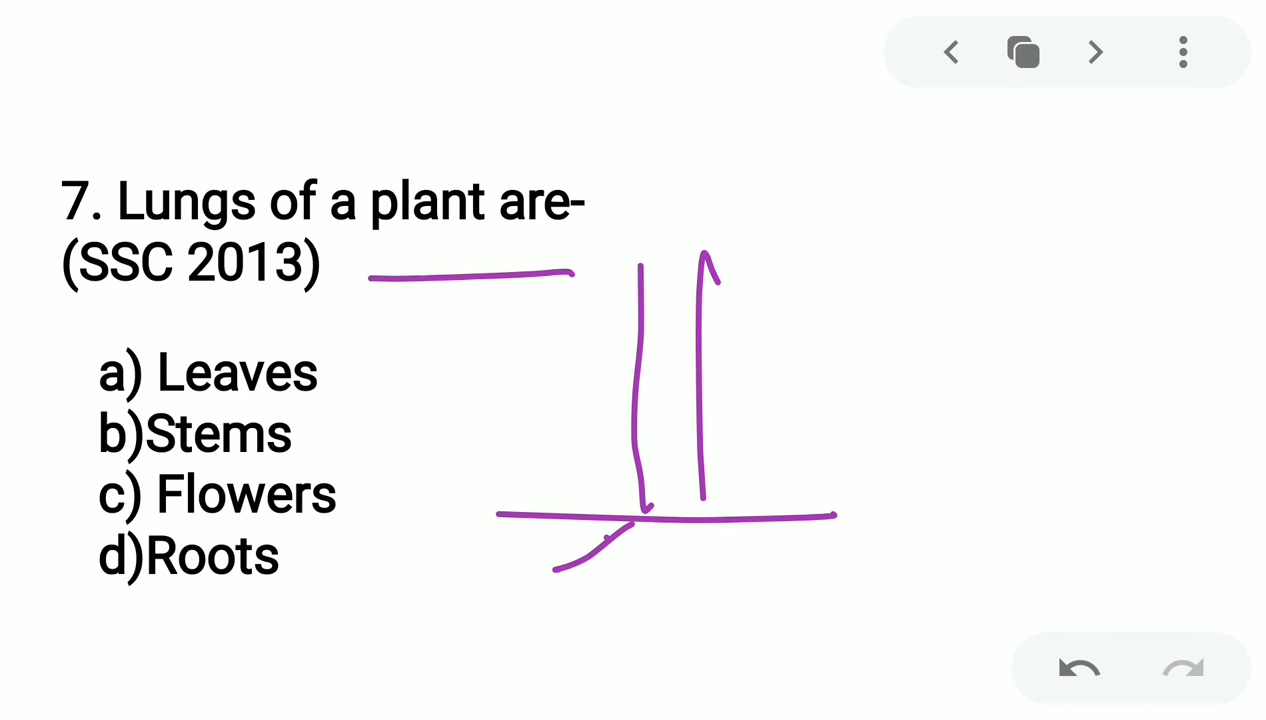 7. Lungs of a plant are-
(SSC 2013)
a) Leaves
b)Stems
c) Flowers
d)Roots